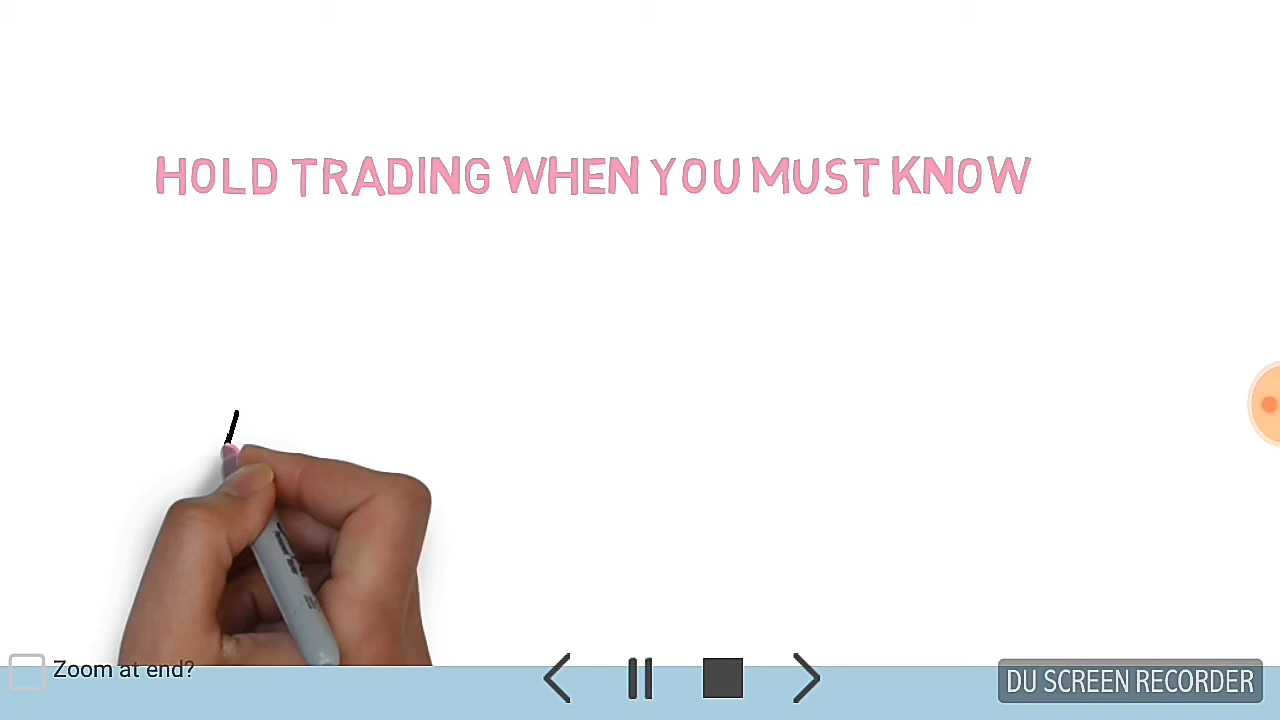 HOLD TRADING WHEN YOU MUST KNOW
Zoom at end?
DU SCREEN RECORDER